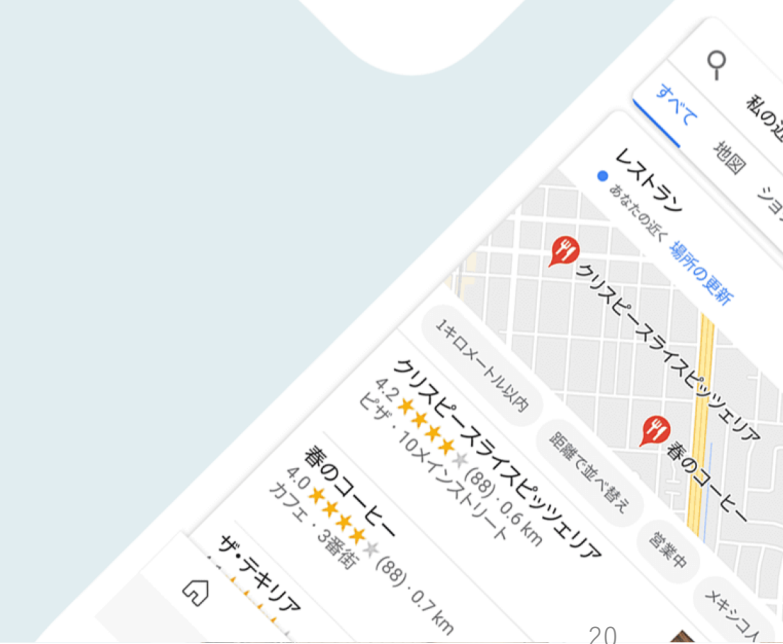 私の近
すべて
地図
ショ
レストラン
あなたの近く 場所の更新
クリスピースライスピッツェリア
春のコーヒー
1キロメートル以内
距離で並べ替え
営業中
メキシコ人
クリスピースライスピッツェリア
4.2 (88)・0.6 km
ピザ・10メインストリート
春のコーヒー
4.0 (88)・0.7 km
カフェ・3番街
ザ・テキリア
20